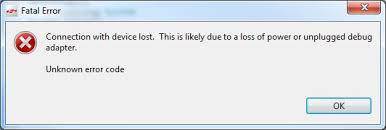 Fatal Error
Connection with device lost. This is likely due to a loss of power or unplugged debug
adapter.
Unknown error code
OK